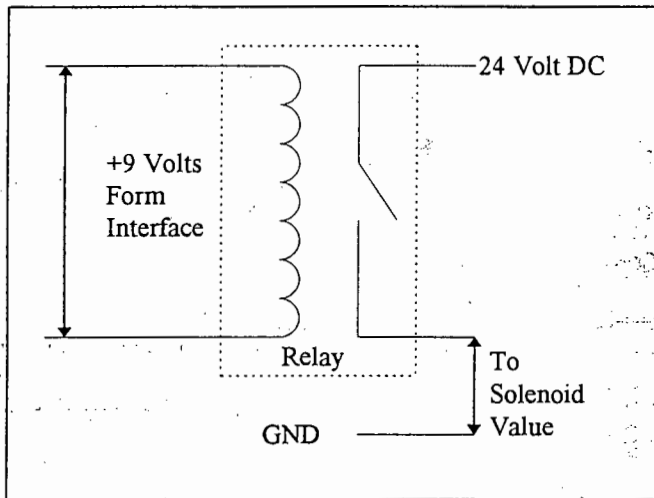 24 Volt DC
+9 Volts
Form
Interface
Relay
To
Solenoid
Value
GND